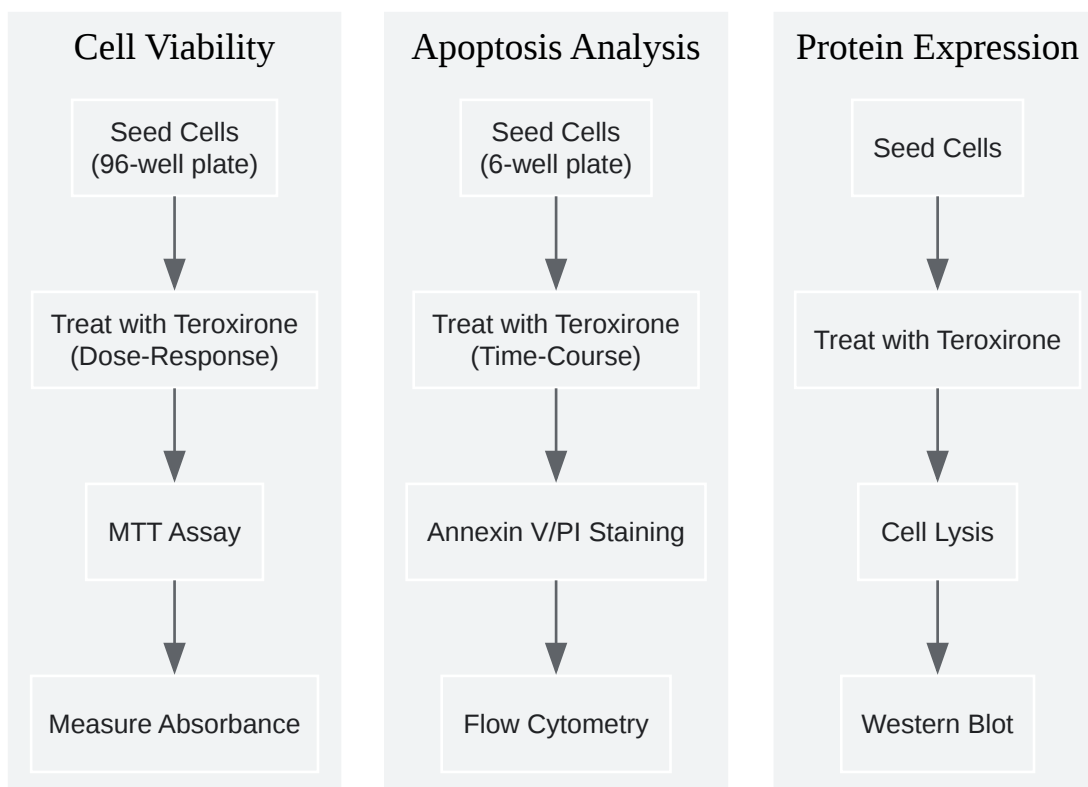 Cell Viability
Seed Cells
(96-well plate)
Treat with Teroxirone
(Dose-Response)
MTT Assay
Measure Absorbance
Apoptosis Analysis
Seed Cells
(6-well plate)
Treat with Teroxirone
(Time-Course)
Annexin V/PI Staining
Flow Cytometry
Protein Expression
Seed Cells
Treat with Teroxirone
Cell Lysis
Western Blot